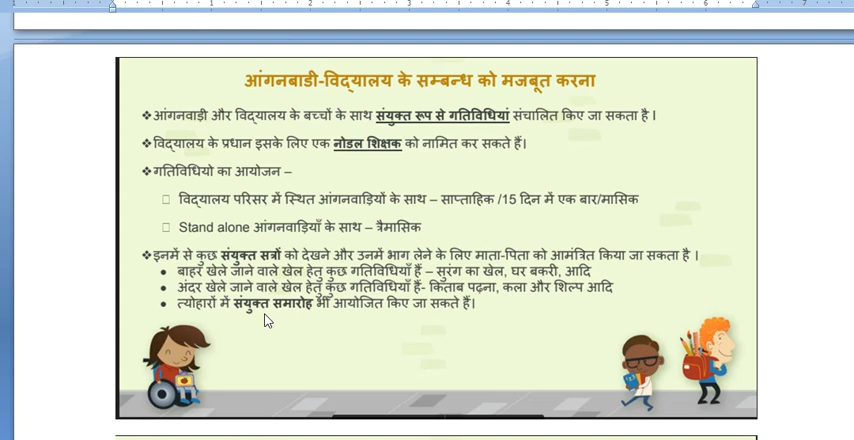 आंगनबाडी-विद्यालय के सम्बन्ध को मजबूत करना
❖आंगनवाड़ी और विद्यालय के बच्चों के साथ संयुक्त रूप से गतिविधियां संचालित किए जा सकता है ।
❖विद्यालय के प्रधान इसके लिए एक नोडल शिक्षक को नामित कर सकते हैं।
❖गतिविधियो का आयोजन –
विद्यालय परिसर में स्थित आंगनवाड़ियों के साथ – साप्ताहिक /15 दिन में एक बार/मासिक
Stand alone आंगनवाड़ियाँ के साथ – त्रैमासिक
❖इनमें से कुछ संयुक्त सत्रों को देखने और उनमें भाग लेने के लिए माता-पिता को आमंत्रित किया जा सकता है ।
• बाहर खेले जाने वाले खेल हेतु कुछ गतिविधियाँ हैं – सुरंग का खेल, घर बकरी, आदि
• अंदर खेले जाने वाले खेल हेतु कुछ गतिविधियाँ हैं- किताब पढ़ना, कला और शिल्प आदि
• त्योहारों में संयुक्त समारोह भी आयोजित किए जा सकते हैं।